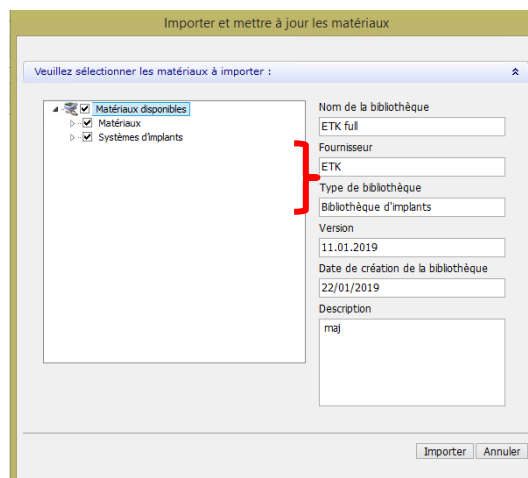 Importer et mettre à jour les matériaux
Veuillez sélectionner les matériaux à importer :
Matériaux disponibles
Matériaux
Systèmes d'implants
Nom de la bibliothèque
ETK full
Fournisseur
ETK
Type de bibliothèque
Bibliothèque d'implants
Version
11.01.2019
Date de création de la bibliothèque
22/01/2019
Description
maj
Importer
Annuler